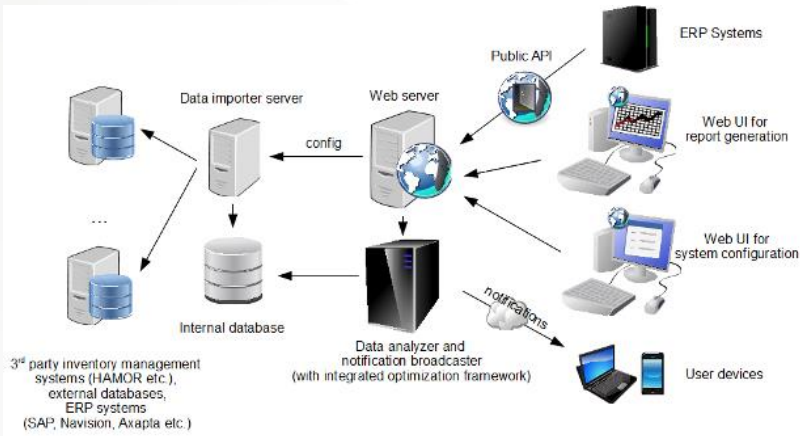 ERP Systems
Public API
Data importer server
Web server
config
Web UI for
report generation
...
Web UI for
system configuration
notifications
Internal database
Data analyzer and
notification broadcaster
(with integrated optimization framework)
3rd party inventory management
systems (HAMOR etc.),
external databases,
ERP systems
(SAP, Navision, Axapta etc.)
User devices